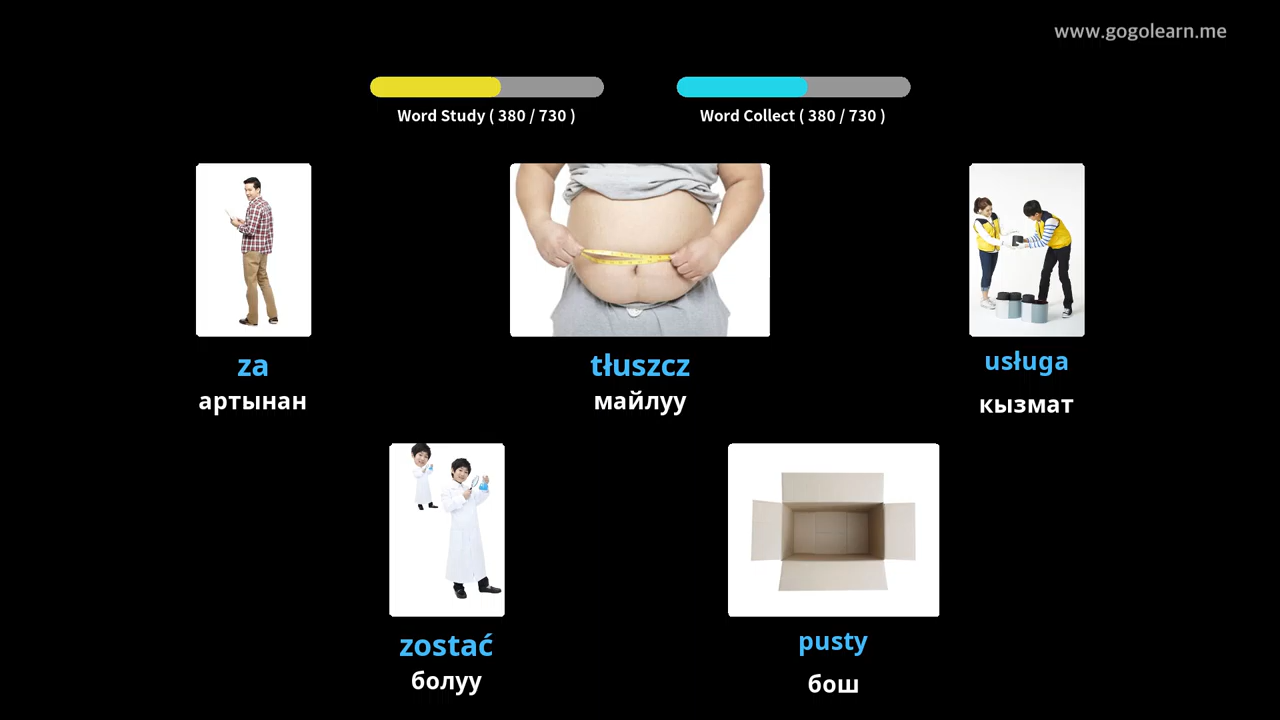 www.gogolearn.me
Word Study ( 380 / 730 )
Word Collect ( 380 / 730 )
za
артынан
tłuszcz
майлуу
usługa
кызмат
zostać
болуу
pusty
бош